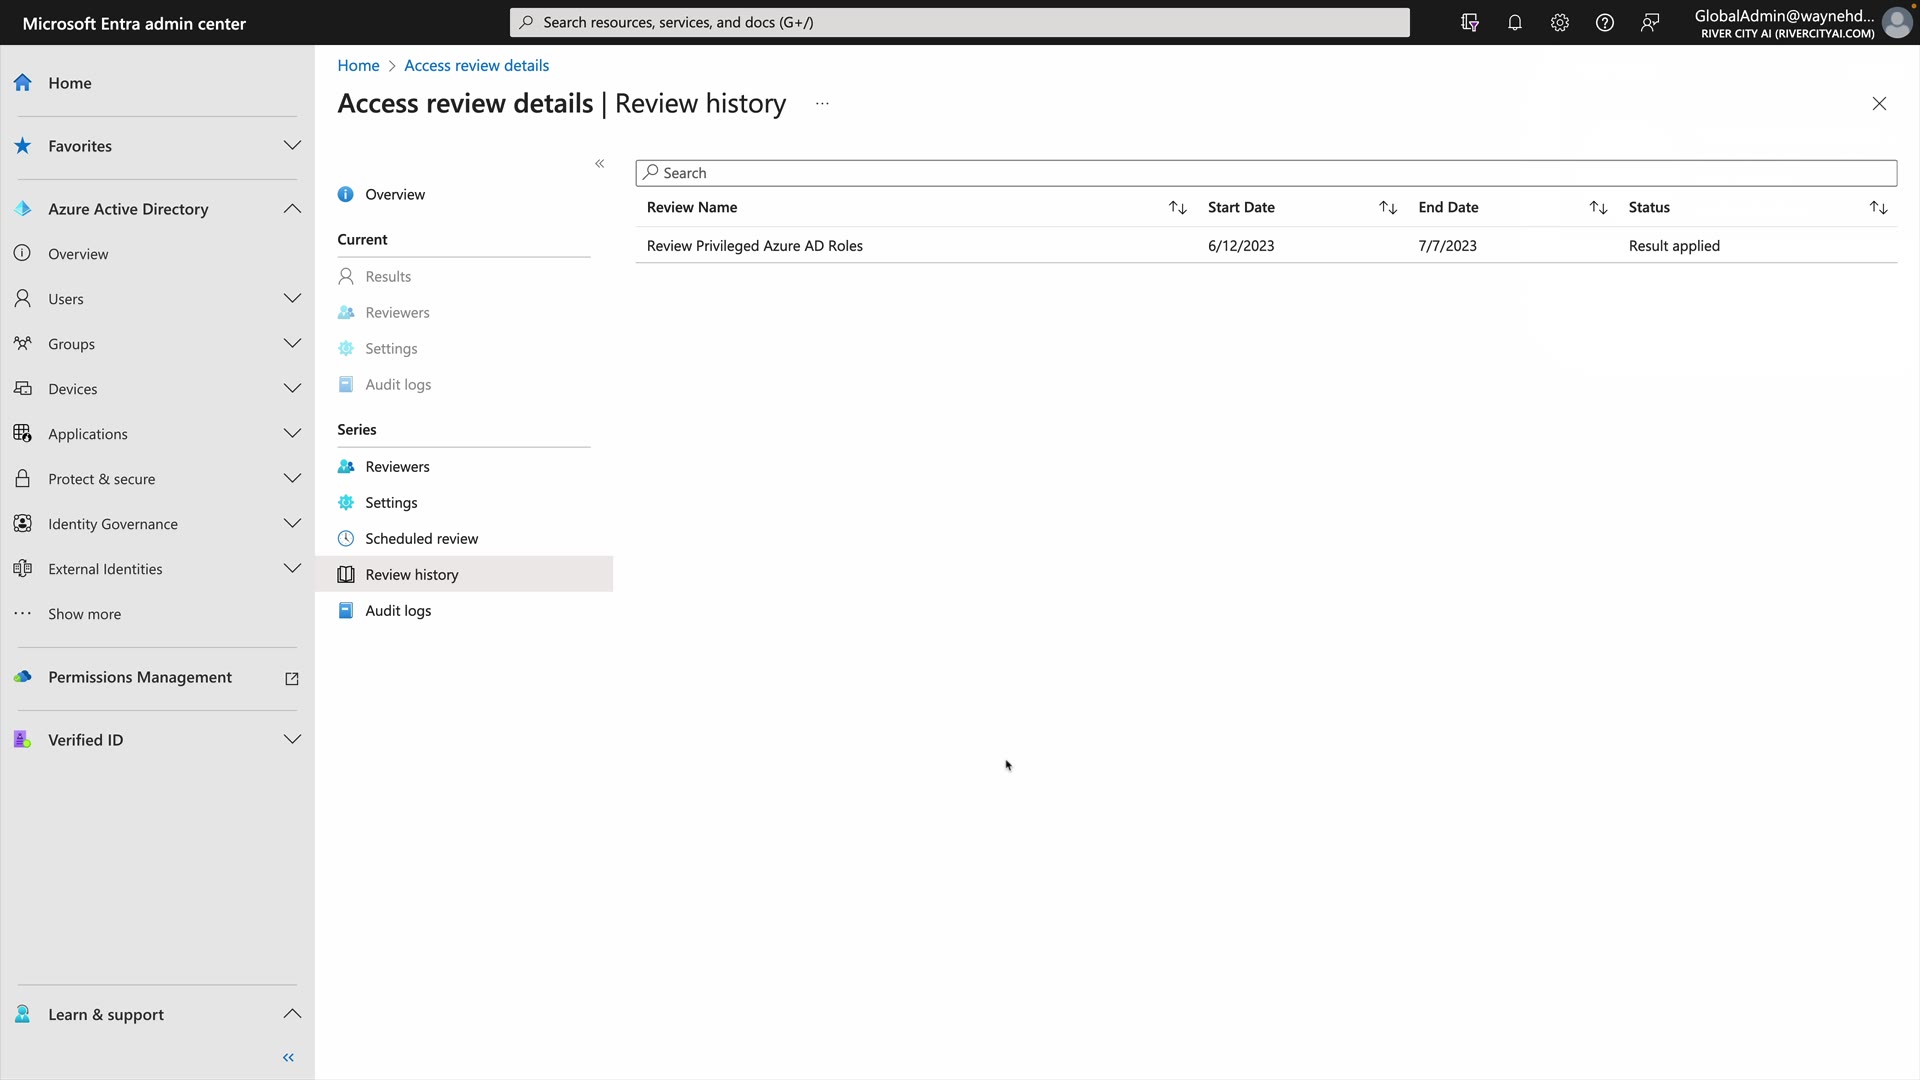 Microsoft Entra admin center
Search resources, services, and docs (G+/)
GlobalAdmin@waynehd...
RIVER CITY AI (RIVERCITYAI.COM)
Home
Favorites
Azure Active Directory
Overview
Users
Groups
Devices
Applications
Protect & secure
Identity Governance
External Identities
Show more
Permissions Management
Verified ID
Learn & support
Home > Access review details
Access review details | Review history ...
Overview
Current
Results
Reviewers
Settings
Audit logs
Series
Reviewers
Settings
Scheduled review
Review history
Audit logs
Search
Review Name Start Date End Date Status
Review Privileged Azure AD Roles 6/12/2023 7/7/2023 Result applied